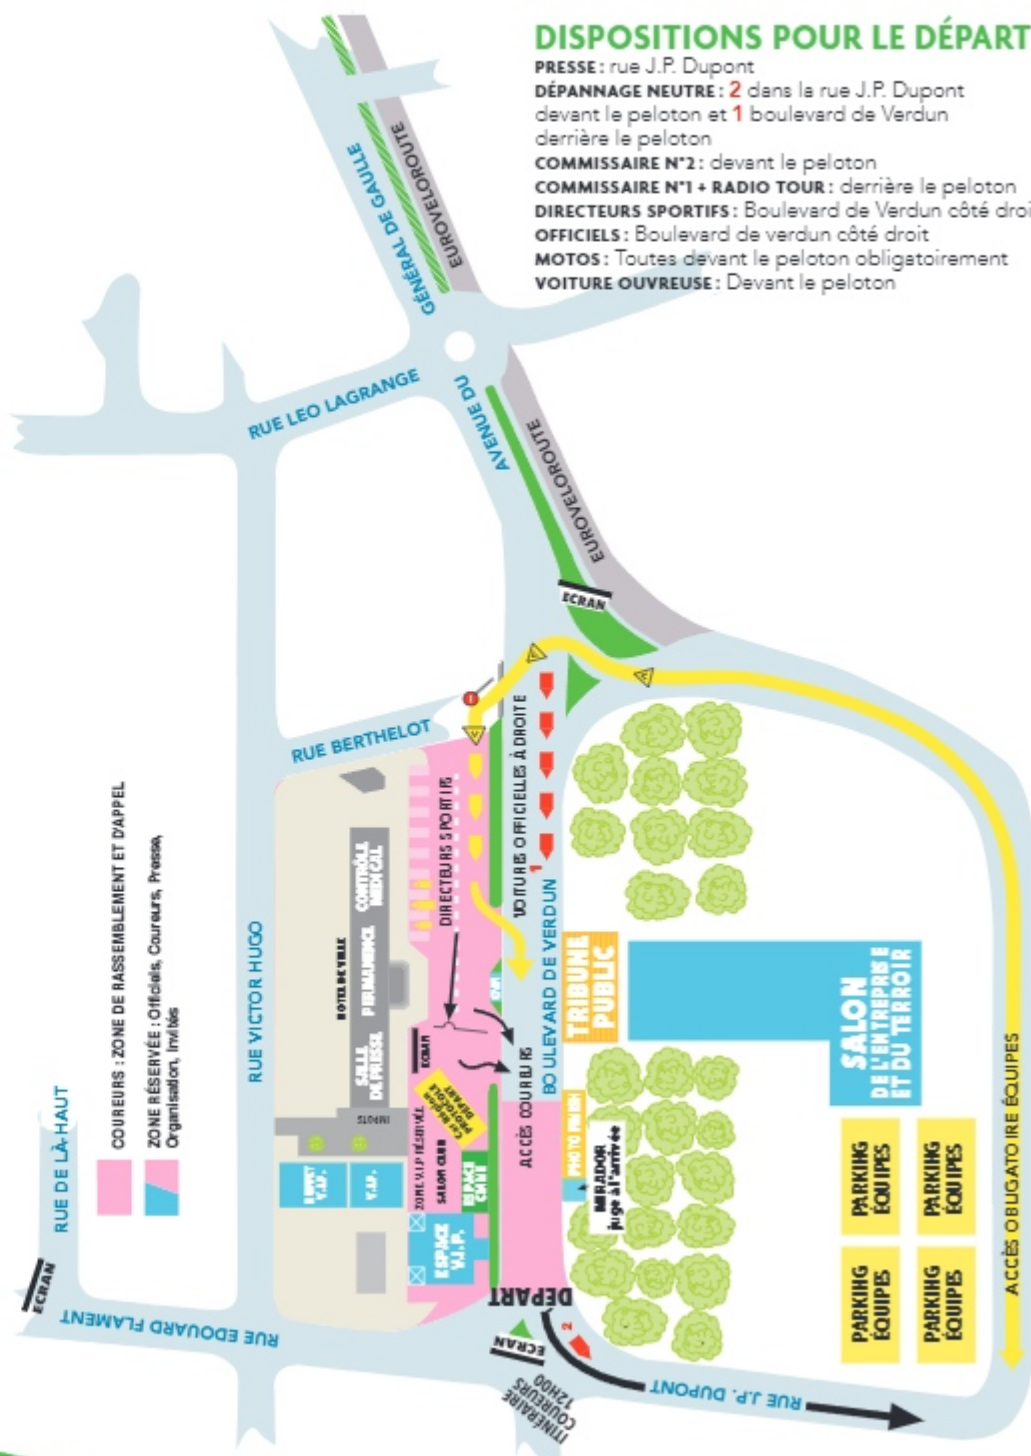 DISPOSITIONS POUR LE DÉPART
PRESSE : rue J.P. Dupont
DÉPANNAGE NEUTRE : 2 dans la rue J.P. Dupont
devant le peloton et 1 boulevard de Verdun
derrière le peloton
COMMISSAIRE N°2 : devant le peloton
COMMISSAIRE N°1 + RADIO TOUR : derrière le peloton
DIRECTEURS SPORTIFS : Boulevard de Verdun côté droi
OFFICIELS : Boulevard de verdun côté droit
MOTOS : Toutes devant le peloton obligatoirement
VOITURE OUVREUSE : Devant le peloton
GÉNÉRAL DE GAULLE
EUROVELOROUTE
RUE LEO LAGRANGE
AVENUE DU
EUROVELOROUTE
ECRAN
RUE BERTHELOT
COUREURS : ZONE DE RASSEMBLEMENT ET D'APPEL
ZONE RÉSERVÉE : Officiels, Coureurs, Presse,
Organisation, Invités
RUE VICTOR HUGO
RUE DE LÀ-HAUT
ECRAN
RUE EDOUARD FLAMENT
HOTEL DE VILLE
SALLE
DE PRESSE
PERMANENCE
CONTRÔLE
MEDICAL
DIRECTEURS SPORTIFS
VOITURES OFFICIELLES À DROITE
1
BOULEVARD DE VERDUN
ECRAN
Car Région
PROTOCOLE
DEPART
IMPOTS
BUFFET
V.I.P.
V.I.P.
ZONE V.I.P RÉSERVÉE
SALON CLUB
ESPACE
ESPACE
V.I.P.
ACCÈS COUREURS
TRIBUNE
PUBLIC
PHOTO FINISH
MIRADOR
juge à l'arrivée
SALON
DE L'ENTREPRISE
ET DU TERROIR
PARKING
ÉQUIPES
PARKING
ÉQUIPES
PARKING
ÉQUIPES
PARKING
ÉQUIPES
ACCÈS OBLIGATOIRE ÉQUIPES
DÉPART
ECRAN
2
ITINÉRAIRE
COUREURS
12H00
RUE J.P. DUPONT